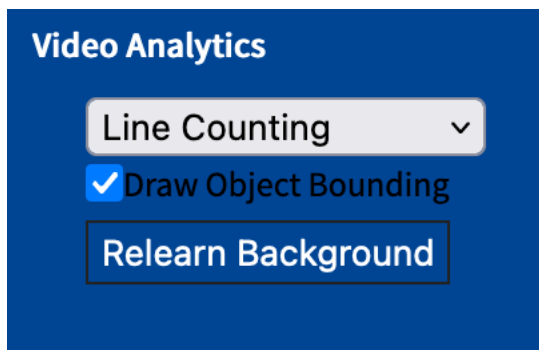 Video Analytics
Line Counting
Draw Object Bounding
Relearn Background